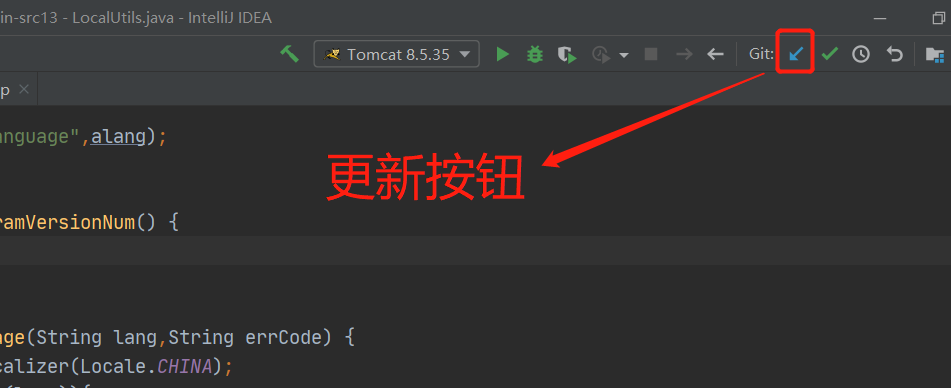 in-src13 - LocalUtils.java - IntelliJ IDEA
Tomcat 8.5.35 Git:
p
anguage",alang);
更新按钮
ramVersionNum() {
age(String lang,String errCode) {
calizer(Locale.CHINA);